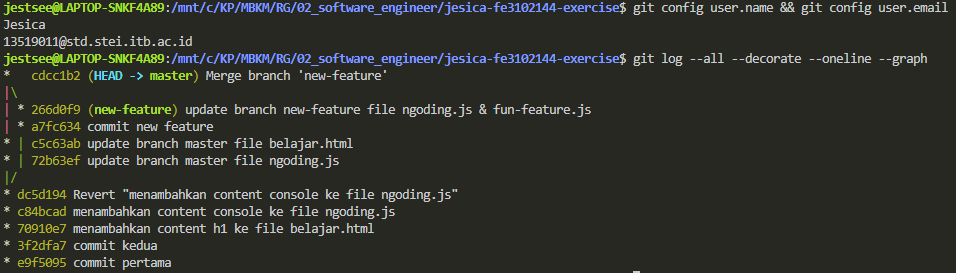 jestsee@LAPTOP-SNKF4A89:/mnt/c/KP/MBKM/RG/02_software_engineer/jesica-fe3102144-exercise$ git config user.name && git config user.email
Jesica
13519011@std.stei.itb.ac.id
jestsee@LAPTOP-SNKF4A89:/mnt/c/KP/MBKM/RG/02_software_engineer/jesica-fe3102144-exercise$ git log --all --decorate --oneline --graph
*   cdcc1b2 (HEAD -> master) Merge branch 'new-feature'
|\
| * 266d0f9 (new-feature) update branch new-feature file ngoding.js & fun-feature.js
| * a7fc634 commit new feature
* | c5c63ab update branch master file belajar.html
* | 72b63ef update branch master file ngoding.js
|/
* dc5d194 Revert "menambahkan content console ke file ngoding.js"
* c84bcad menambahkan content console ke file ngoding.js
* 70910e7 menambahkan content h1 ke file belajar.html
* 3f2dfa7 commit kedua
* e9f5095 commit pertama